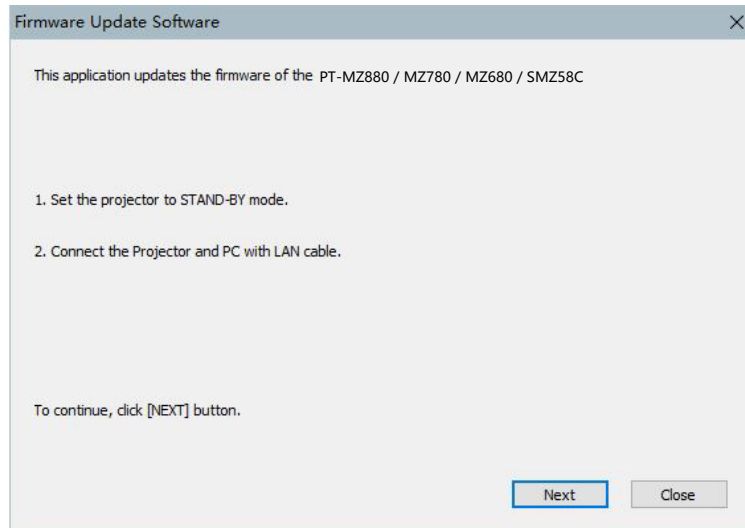 Firmware Update Software
This application updates the firmware of the PT-MZ880 / MZ780 / MZ680 / SMZ58C
1. Set the projector to STAND-BY mode.
2. Connect the Projector and PC with LAN cable.
To continue, click [NEXT] button.
Next Close